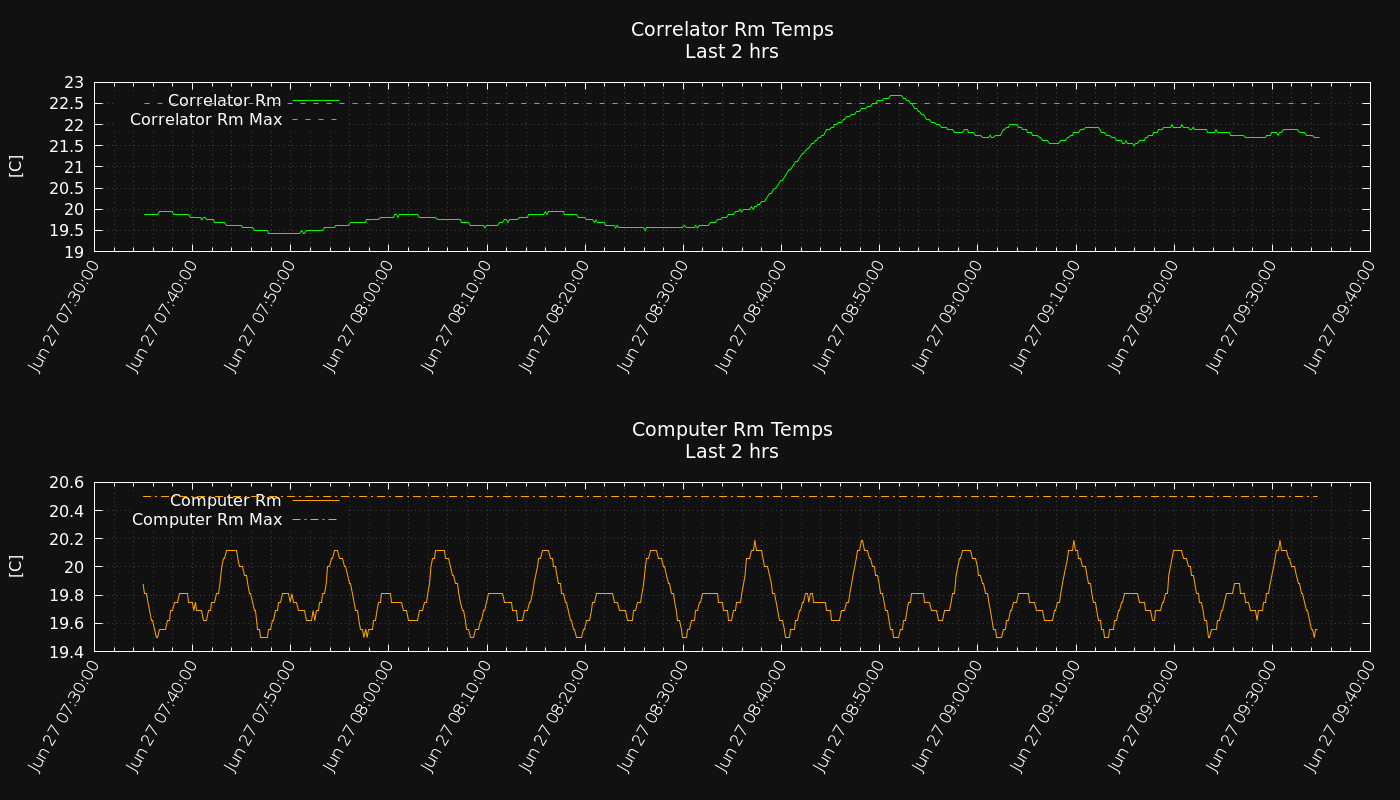 Correlator Rm Temps
Last 2 hrs
23
22.5
22
21.5
21
20.5
20
19.5
19
[C]
Correlator Rm
Correlator Rm Max
Jun 27 07:30:00
Jun 27 07:40:00
Jun 27 07:50:00
Jun 27 08:00:00
Jun 27 08:10:00
Jun 27 08:20:00
Jun 27 08:30:00
Jun 27 08:40:00
Jun 27 08:50:00
Jun 27 09:00:00
Jun 27 09:10:00
Jun 27 09:20:00
Jun 27 09:30:00
Jun 27 09:40:00
Computer Rm Temps
Last 2 hrs
20.6
20.4
20.2
20
19.8
19.6
19.4
[C]
Computer Rm
Computer Rm Max
Jun 27 07:30:00
Jun 27 07:40:00
Jun 27 07:50:00
Jun 27 08:00:00
Jun 27 08:10:00
Jun 27 08:20:00
Jun 27 08:30:00
Jun 27 08:40:00
Jun 27 08:50:00
Jun 27 09:00:00
Jun 27 09:10:00
Jun 27 09:20:00
Jun 27 09:30:00
Jun 27 09:40:00